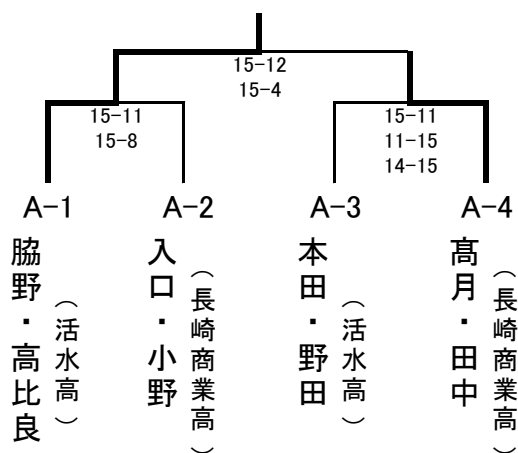 15-12
15-4
15-11
15-8
15-11
11-15
14-15
A-1
A-2
A-3
A-4
脇野・高比良
（活水高）
入口・小野
（長崎商業高）
本田・野田
（活水高）
髙月・田中
（長崎商業高）